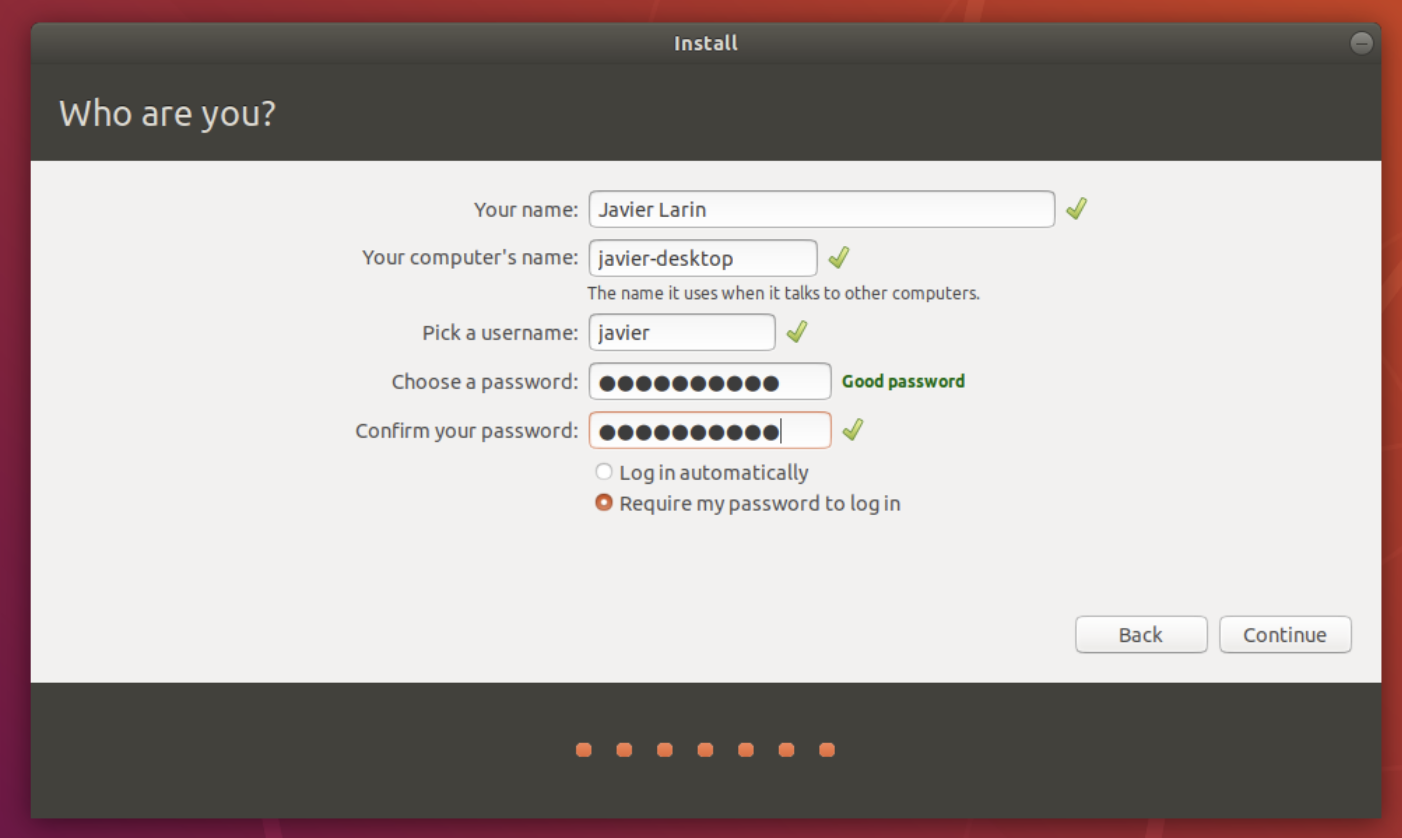 Install
Who are you?
Your name: Javier Larin
Your computer's name: javier-desktop
The name it uses when it talks to other computers.
Pick a username: javier
Choose a password: ●●●●●●●●●● Good password
Confirm your password: ●●●●●●●●●●
Log in automatically
Require my password to log in
Back Continue